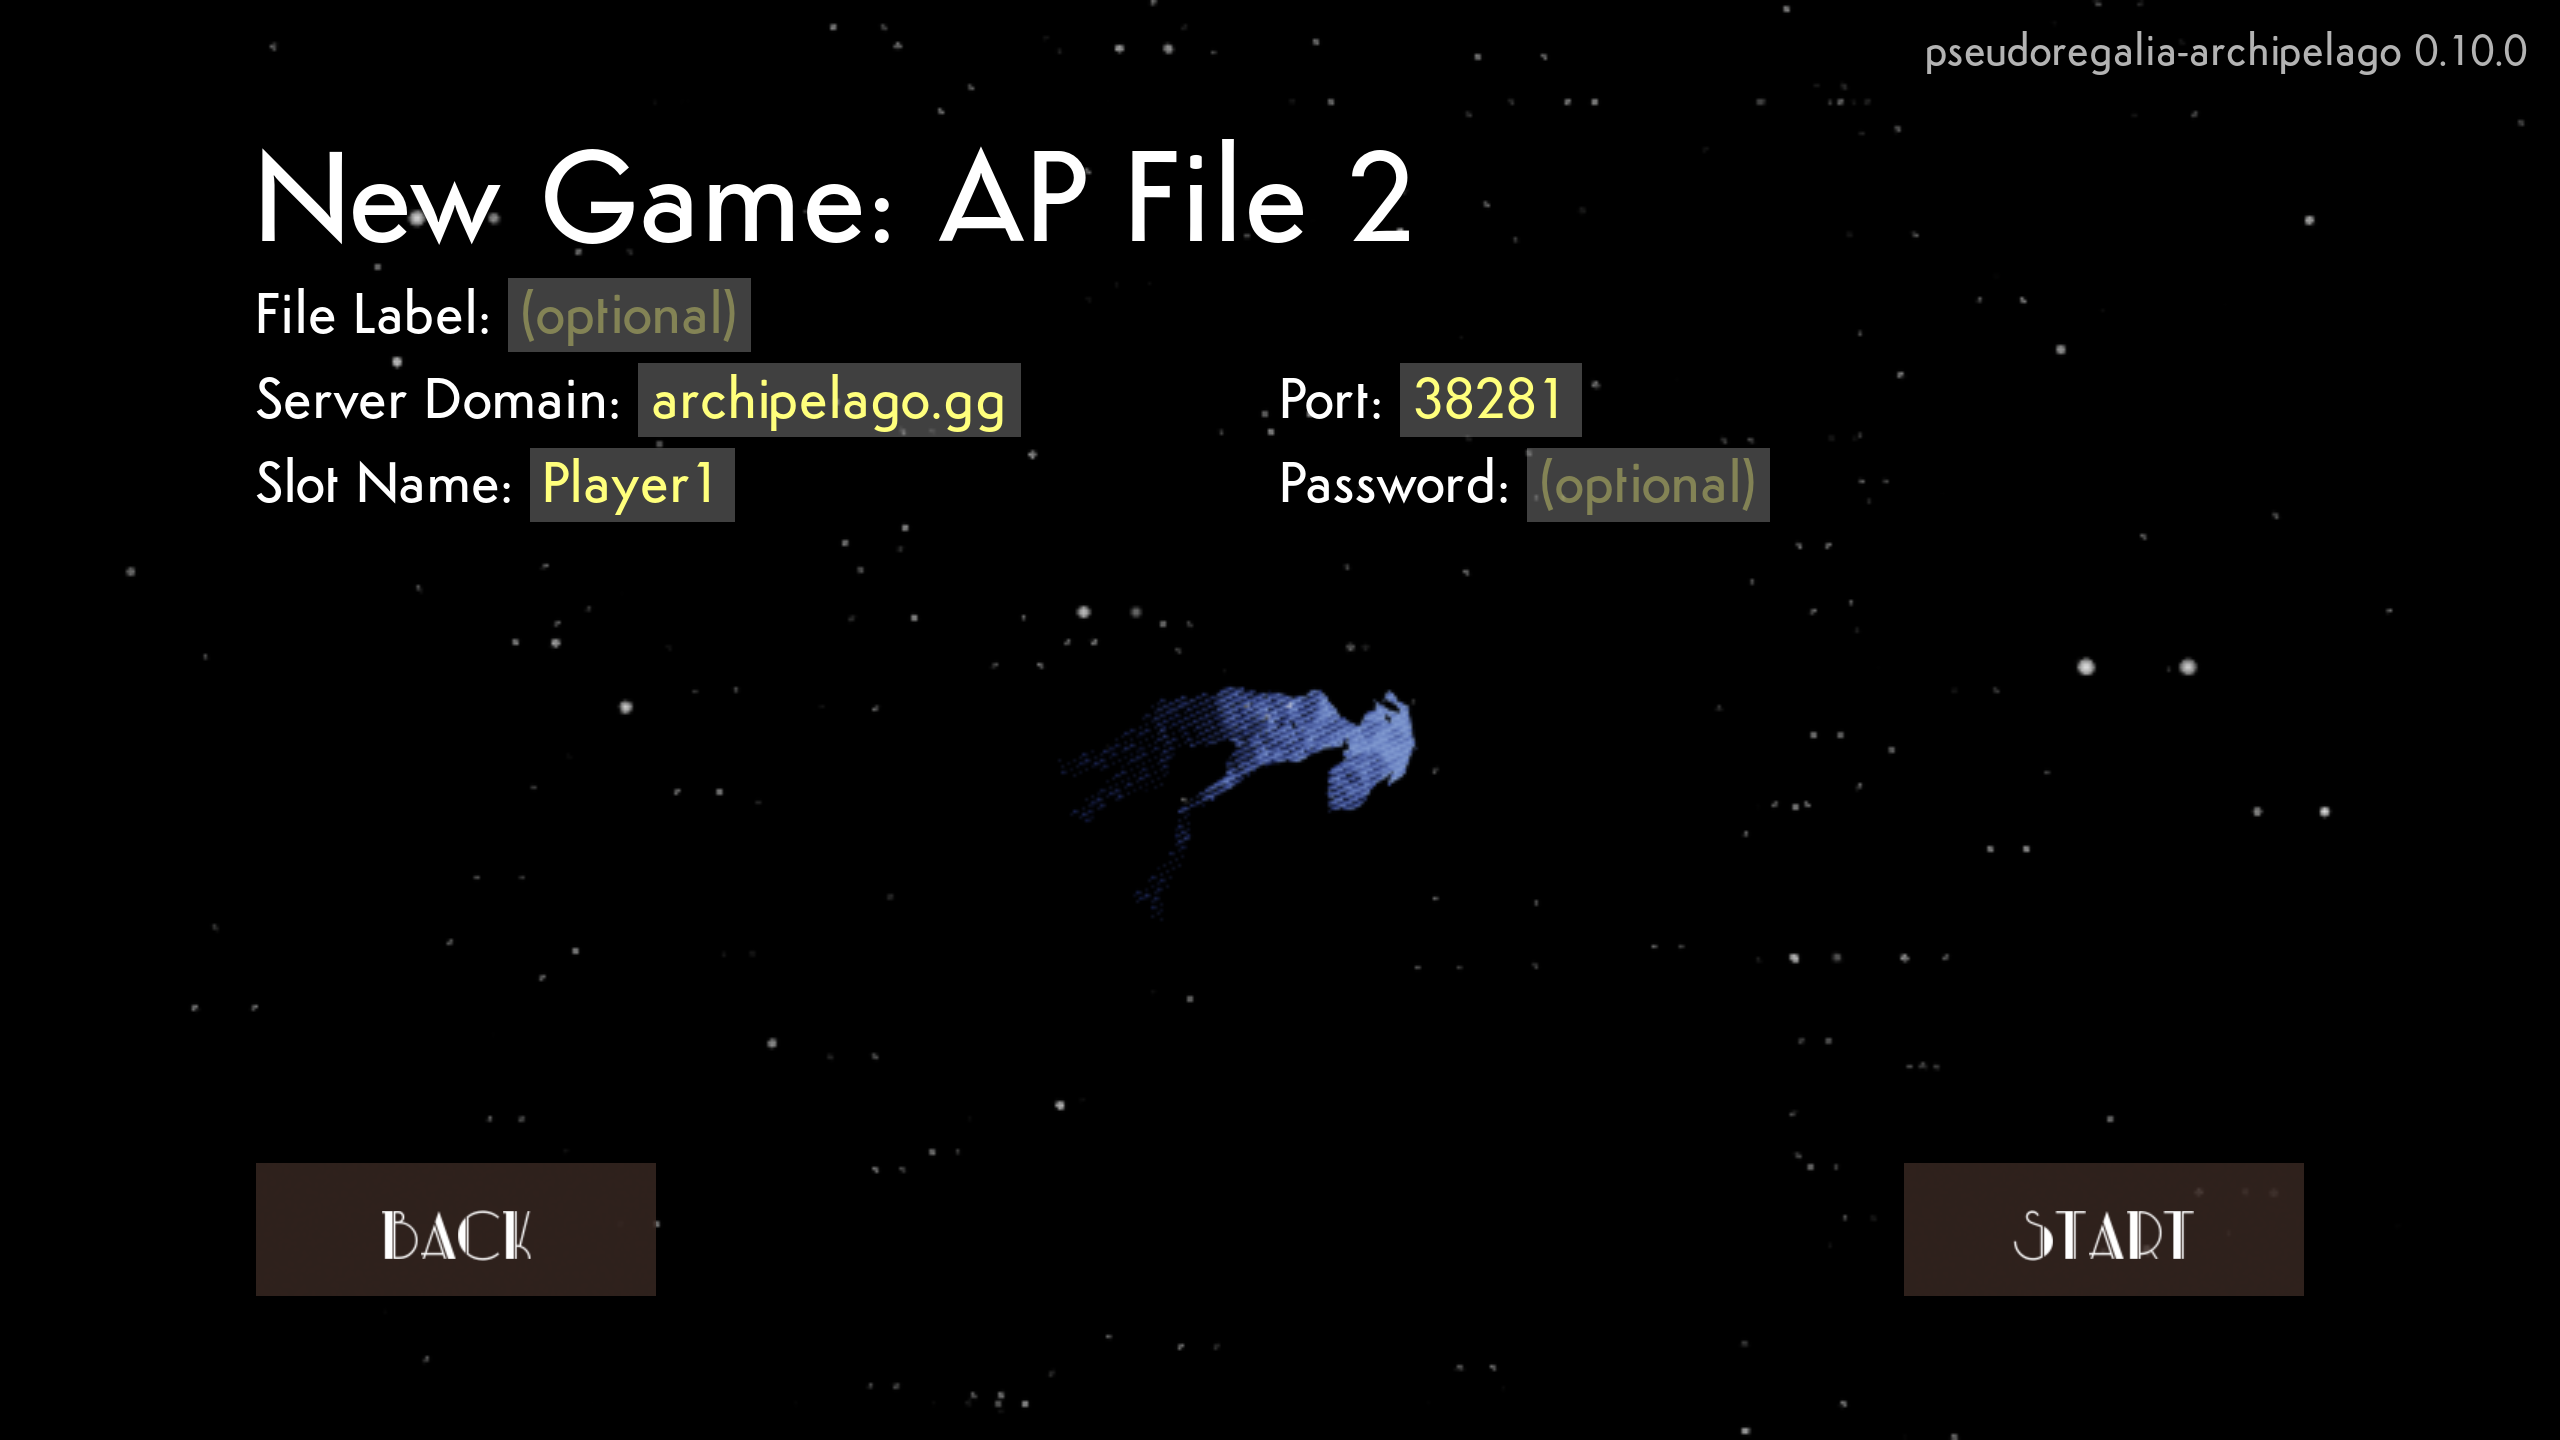 pseudoregalia-archipelago 0.10.0
New Game: AP File 2
File Label: (optional)
Server Domain: archipelago.gg Port: 38281
Slot Name: Player1 Password: (optional)
BACK START